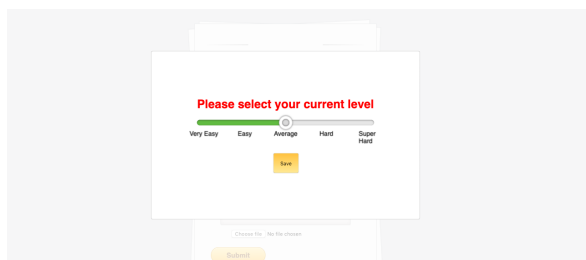 Please select your current level
Very Easy Easy Average Hard Super Hard
Save
Choose file No file chosen
Submit